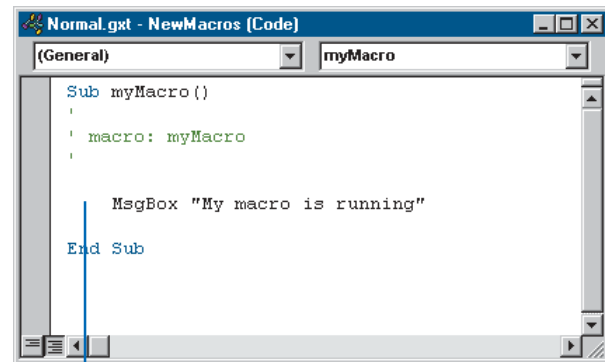 Normal.gxt - NewMacros (Code)
(General) myMacro
Sub myMacro()
'
' macro: myMacro
'
MsgBox "My macro is running"
End Sub